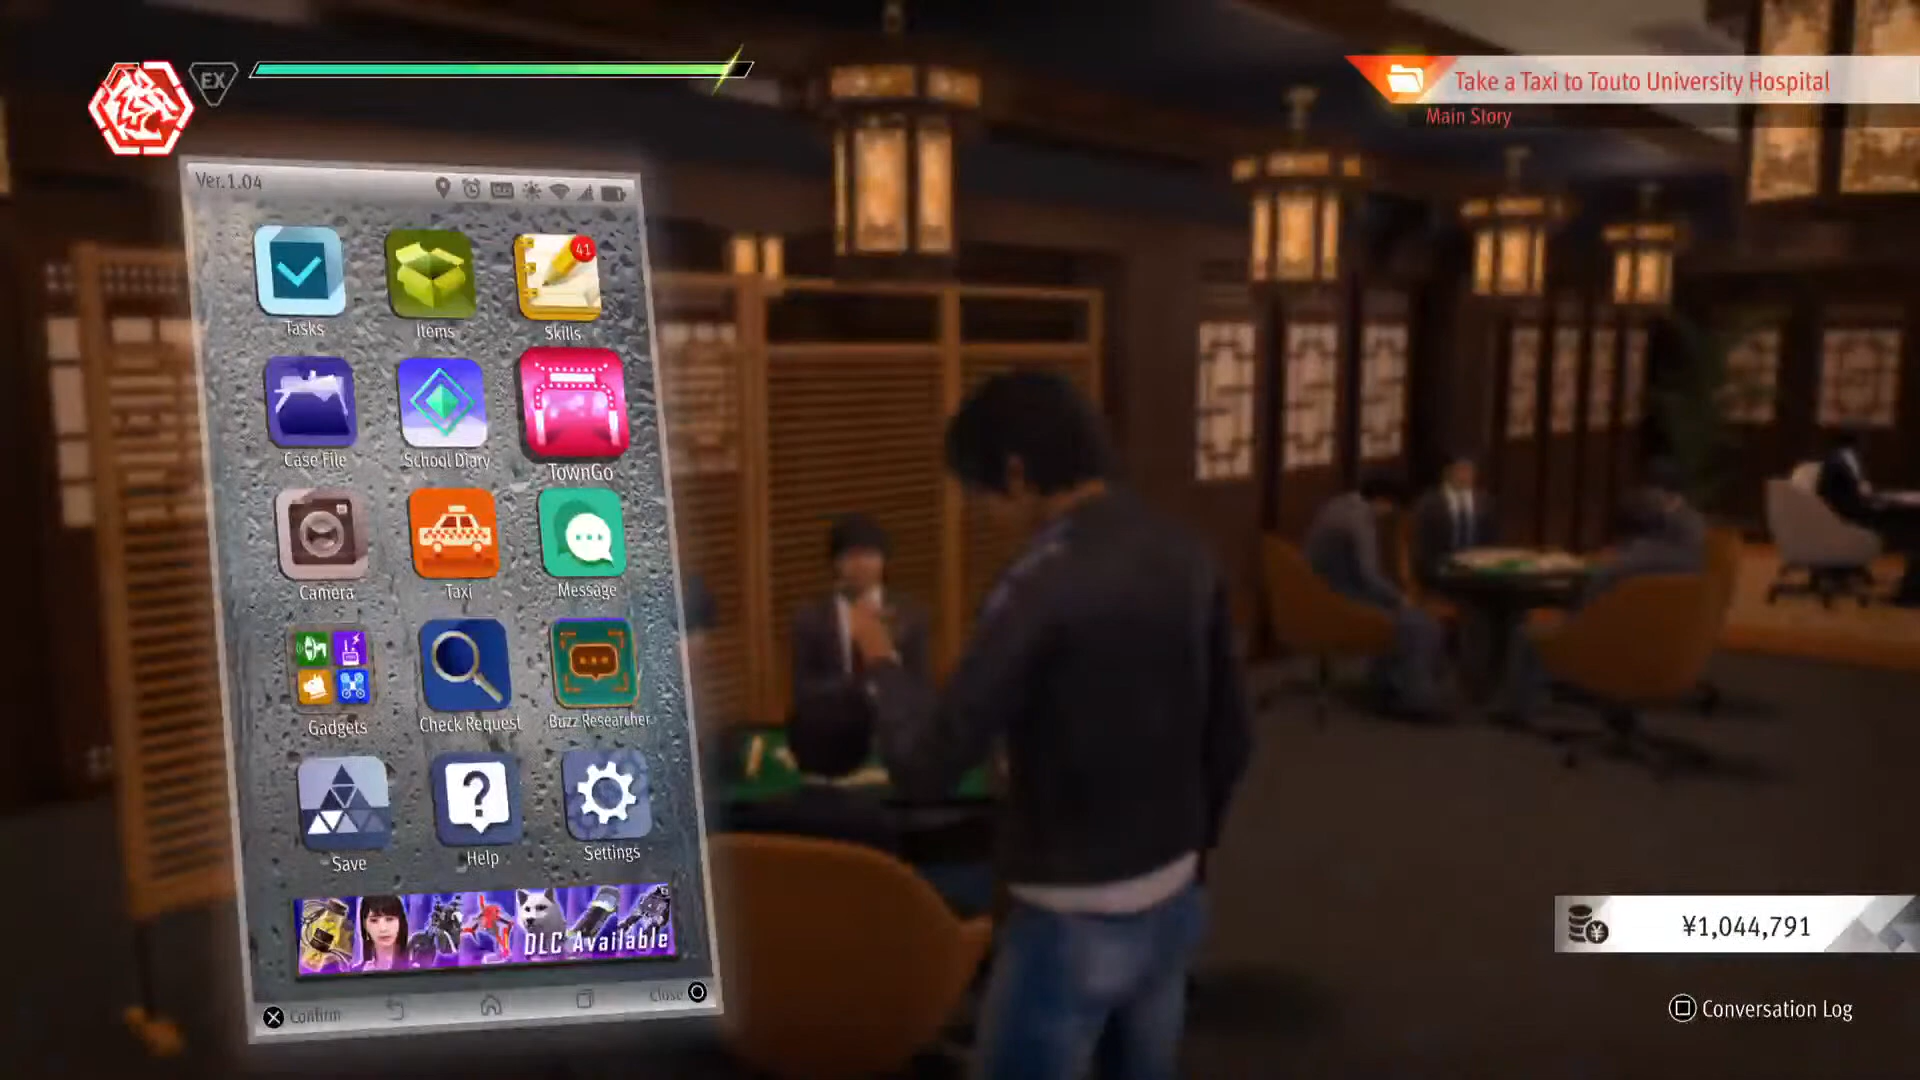 EX
Take a Taxi to Touto University Hospital
Main Story
Ver.1.04
41
Tasks
Items
Skills
Case File
School Diary
TownGo
Camera
Taxi
Message
Gadgets
Check Request
Buzz Researcher
Save
Help
Settings
DLC Available
Confirm
Close
¥1,044,791
Conversation Log